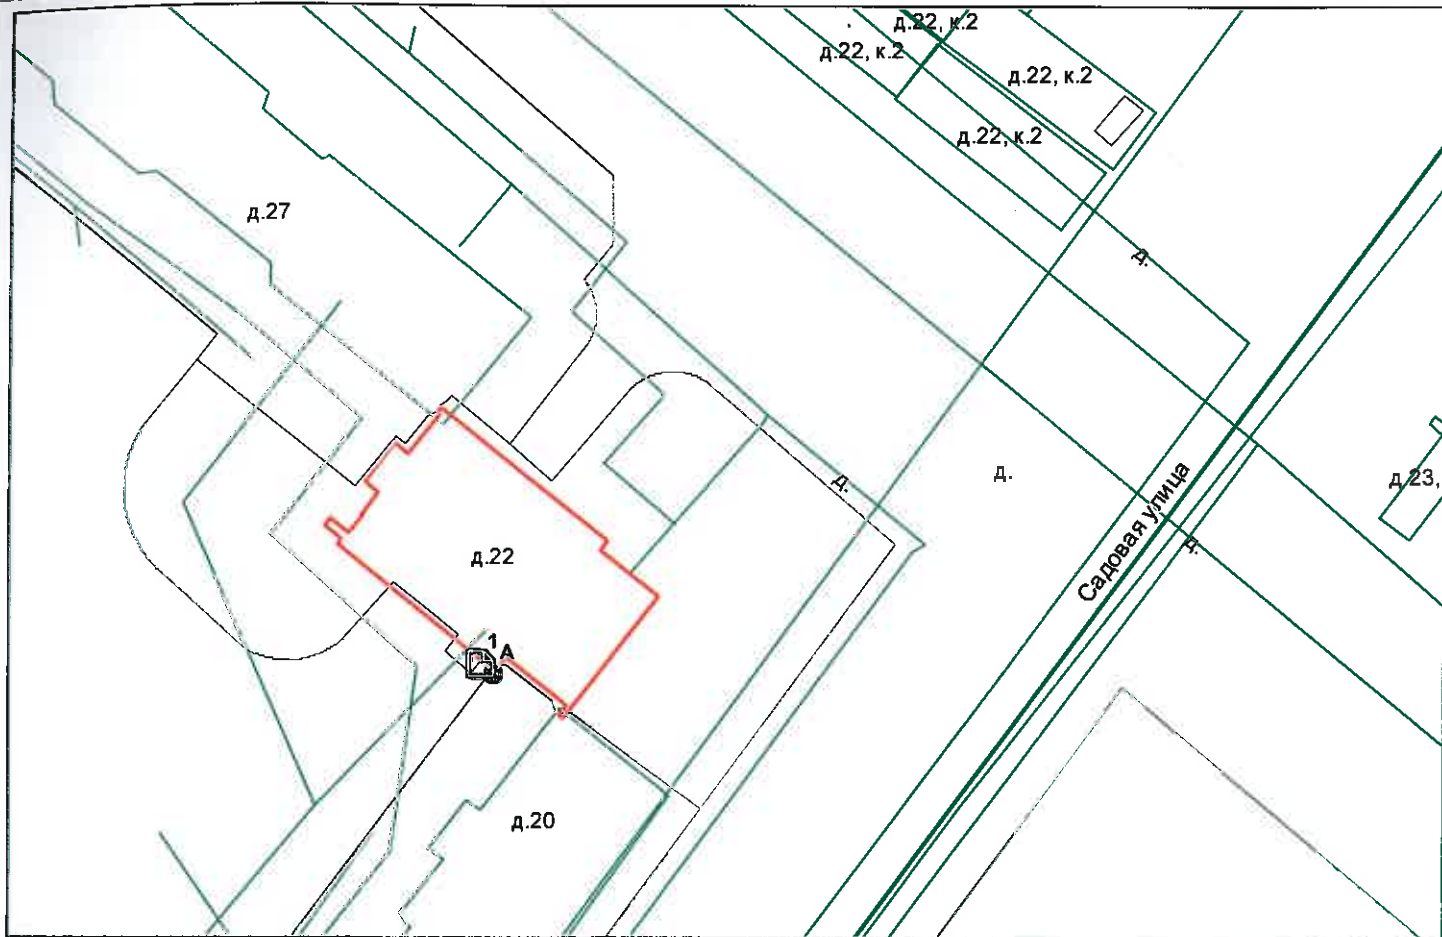 д.22, к.2
д.22, к.2
д.22, к.2
д.22, к.2
д.27
д.
д.
д.
д.23,
Садовая улица
д.
д.22
1
А
д.20